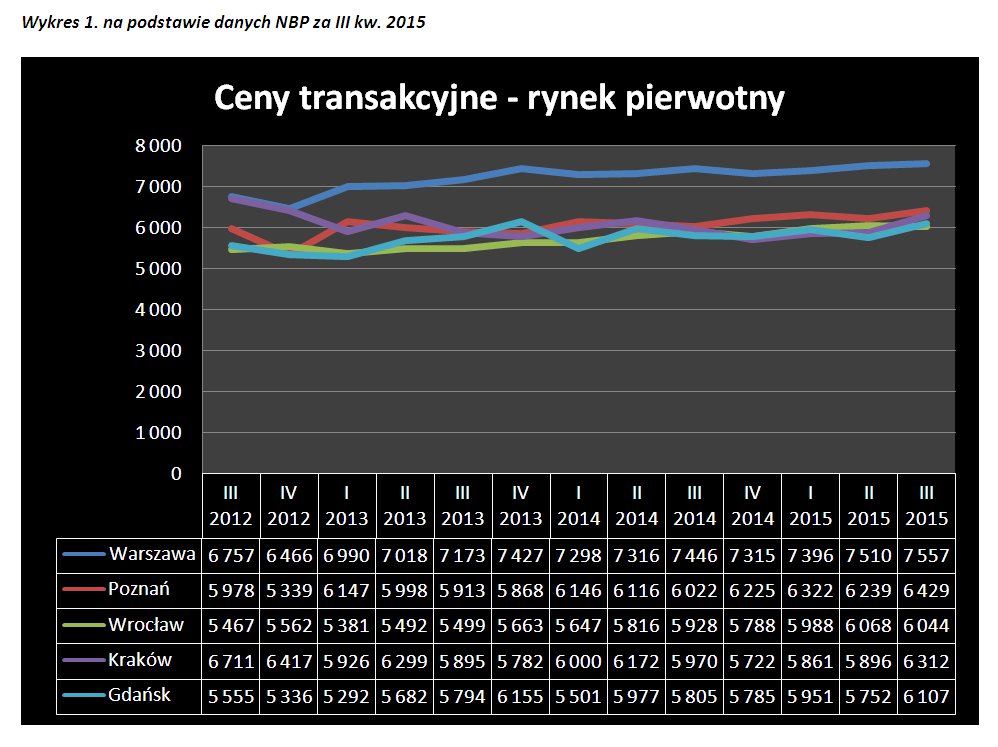 Wykres 1. na podstawie danych NBP za III kw. 2015
Ceny transakcyjne - rynek pierwotny
8 000
7 000
6 000
5 000
4 000
3 000
2 000
1 000
0
III IV I II III IV I II III IV I II III
2012 2012 2013 2013 2013 2013 2014 2014 2014 2014 2015 2015 2015
Warszawa 6 757 6 466 6 990 7 018 7 173 7 427 7 298 7 316 7 446 7 315 7 396 7 510 7 557
Poznań 5 978 5 339 6 147 5 998 5 913 5 868 6 146 6 116 6 022 6 225 6 322 6 239 6 429
Wrocław 5 467 5 562 5 381 5 492 5 499 5 663 5 647 5 816 5 928 5 788 5 988 6 068 6 044
Kraków 6 711 6 417 5 926 6 299 5 895 5 782 6 000 6 172 5 970 5 722 5 861 5 896 6 312
Gdańsk 5 555 5 336 5 292 5 682 5 794 6 155 5 501 5 977 5 805 5 785 5 951 5 752 6 107